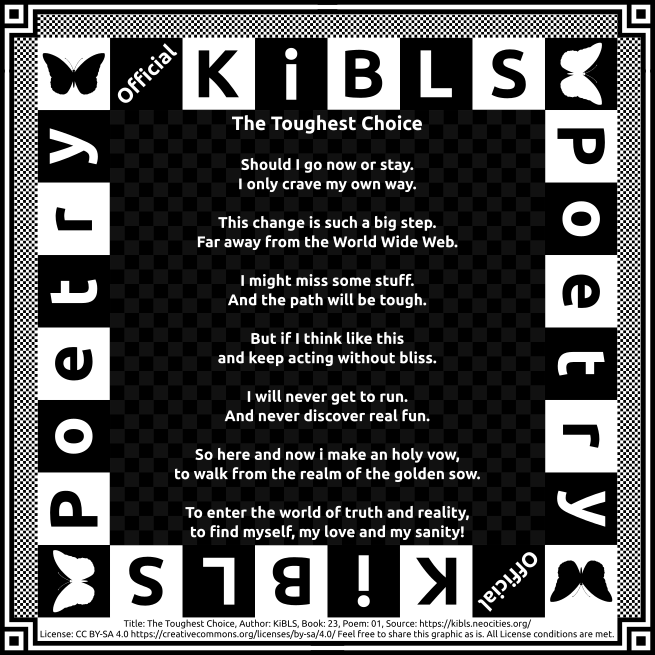 Official KiBLS
Poetry
Poetry
The Toughest Choice
Should I go now or stay.
I only crave my own way.
This change is such a big step.
Far away from the World Wide Web.
I might miss some stuff.
And the path will be tough.
But if I think like this
and keep acting without bliss.
I will never get to run.
And never discover real fun.
So here and now i make an holy vow,
to walk from the realm of the golden sow.
To enter the world of truth and reality,
to find myself, my love and my sanity!
Official KiBLS
Title: The Toughest Choice, Author: KiBLS, Book: 23, Poem: 01, Source: https://kibls.neocities.org/
License: CC BY-SA 4.0 https://creativecommons.org/licenses/by-sa/4.0/ Feel free to share this graphic as is. All License conditions are met.